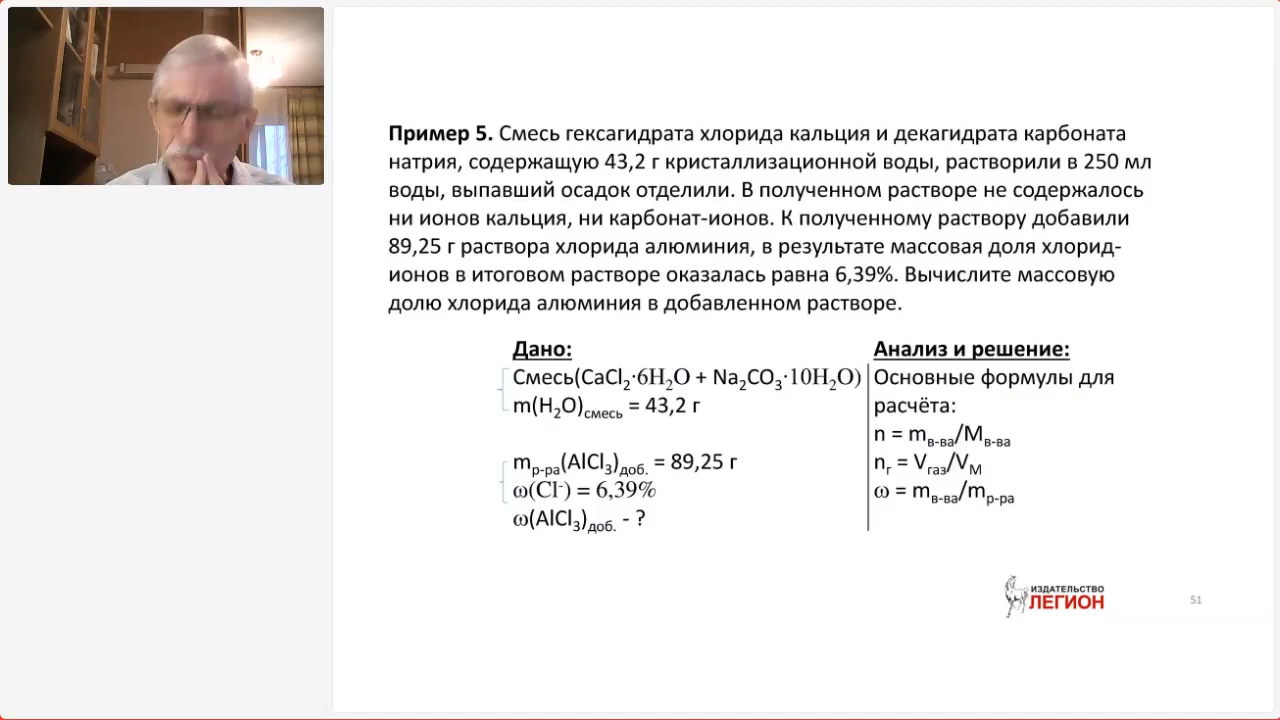 Пример 5. Смесь гексагидрата хлорида кальция и декагидрата карбоната
натрия, содержащую 43,2 г кристаллизационной воды, растворили в 250 мл
воды, выпавший осадок отделили. В полученном растворе не содержалось
ни ионов кальция, ни карбонат-ионов. К полученному раствору добавили
89,25 г раствора хлорида алюминия, в результате массовая доля хлорид-
ионов в итоговом растворе оказалась равна 6,39%. Вычислите массовую
долю хлорида алюминия в добавленном растворе.
Дано:
Смесь(CaCl₂·6H₂O + Na₂CO₃·10H₂O)
m(H₂O)смесь = 43,2 г
mр-ра(AlCl₃)доб. = 89,25 г
ω(Cl⁻) = 6,39%
ω(AlCl₃)доб. - ?
Анализ и решение:
Основные формулы для
расчёта:
n = mв-ва/Mв-ва
nг = Vгаз/VM
ω = mв-ва/mр-ра
ИЗДАТЕЛЬСТВО
ЛЕГИОН
51